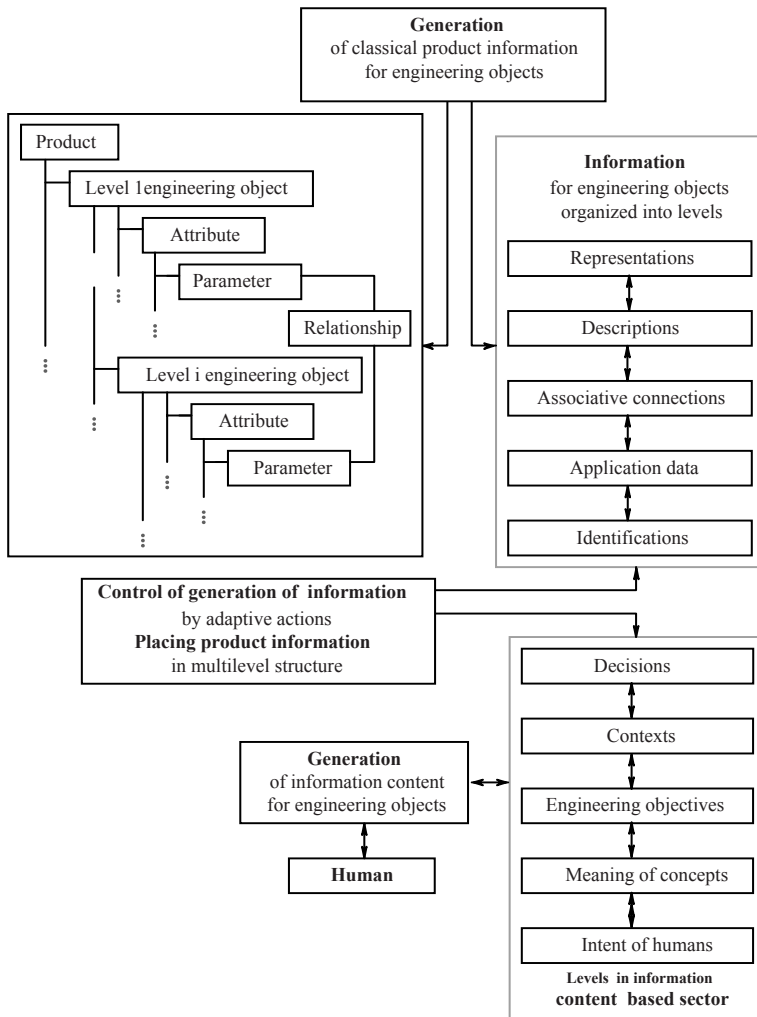 Generation
of classical product information
for engineering objects
Product
Level 1engineering object
Attribute
Parameter
Relationship
Level i engineering object
Attribute
Parameter
Information
for engineering objects
organized into levels
Representations
Descriptions
Associative connections
Application data
Identifications
Control of generation of information
by adaptive actions
Placing product information
in multilevel structure
Decisions
Contexts
Engineering objectives
Meaning of concepts
Intent of humans
Levels in information
content based sector
Generation
of information content
for engineering objects
Human